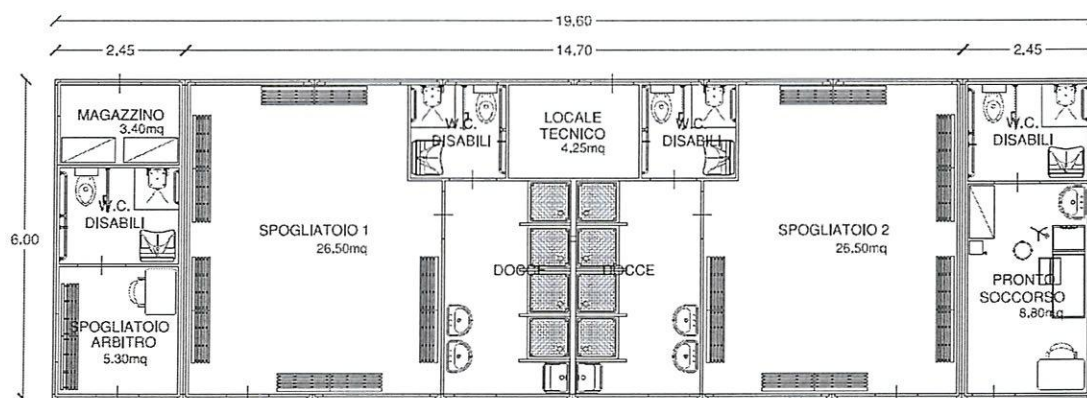 19.60
2.45
14.70
2.45
6.00
MAGAZZINO
3.40mq
W.C.
DISABILI
SPOGLIATOIO
ARBITRO
5.30mq
SPOGLIATOIO 1
26.50mq
W.C.
DISABILI
LOCALE
TECNICO
4.25mq
W.C.
DISABILI
DOCCE
DOCCE
SPOGLIATOIO 2
26.50mq
W.C.
DISABILI
PRONTO
SOCCORSO
8.80mq